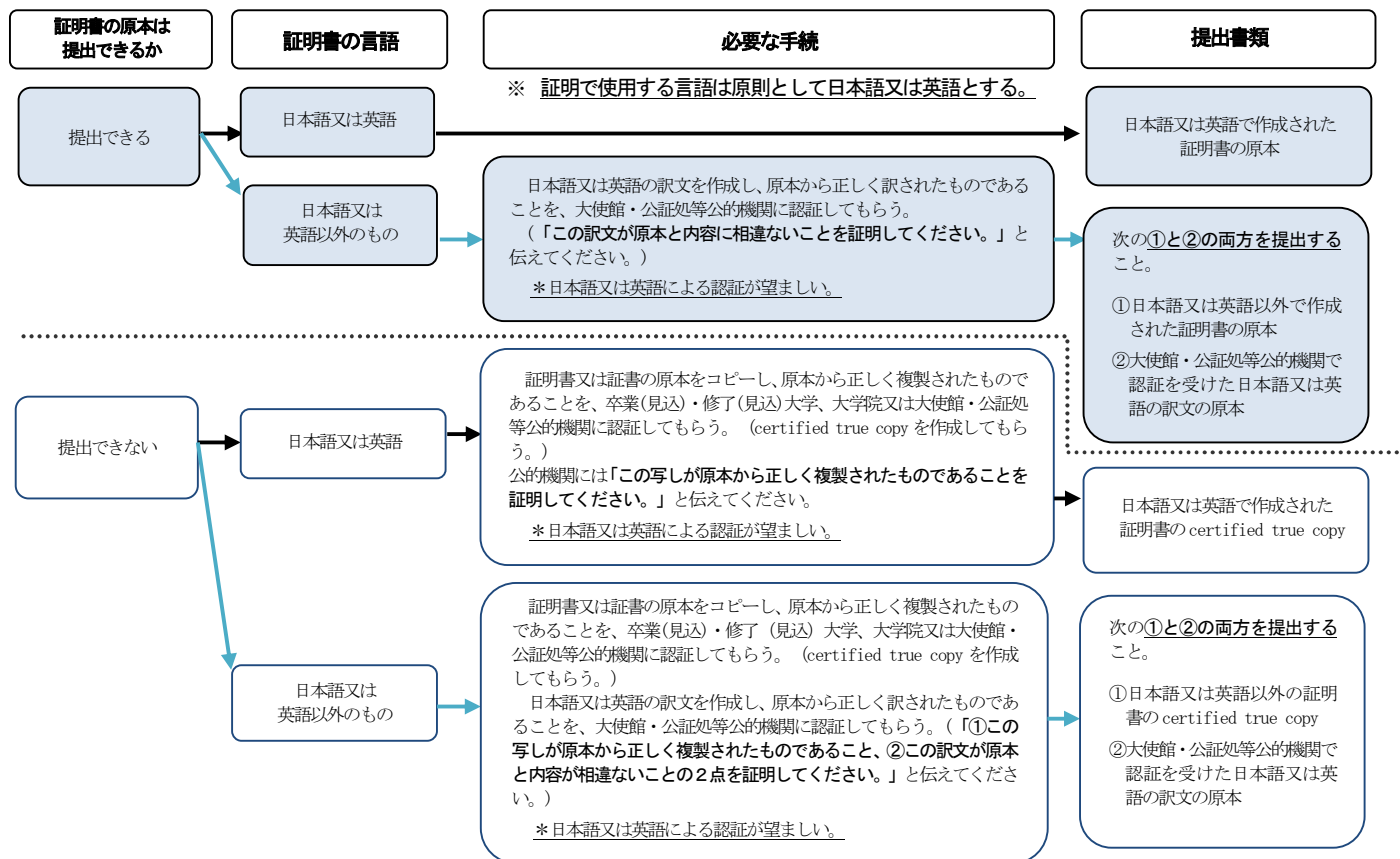 証明書の原本は
提出できるか
証明書の言語
必要な手続
提出書類
※ 証明で使用する言語は原則として日本語又は英語とする。
提出できる
日本語又は英語
日本語又は英語で作成された
証明書の原本
日本語又は
英語以外のもの
日本語又は英語の訳文を作成し、原本から正しく訳されたものである
ことを、大使館・公証処等公的機関に認証してもらう。
(「この訳文が原本と内容に相違ないことを証明してください。」と
伝えてください。)
＊日本語又は英語による認証が望ましい。
次の①と②の両方を提出する
こと。
①日本語又は英語以外で作成
された証明書の原本
②大使館・公証処等公的機関で
認証を受けた日本語又は英
語の訳文の原本
提出できない
日本語又は英語
証明書又は証書の原本をコピーし、原本から正しく複製されたもので
あることを、卒業(見込)・修了(見込)大学、大学院又は大使館・公証処
等公的機関に認証してもらう。 (certified true copy を作成してもら
う。)
公的機関には「この写しが原本から正しく複製されたものであることを
証明してください。」と伝えてください。
＊日本語又は英語による認証が望ましい。
日本語又は英語で作成された
証明書の certified true copy
日本語又は
英語以外のもの
証明書又は証書の原本をコピーし、原本から正しく複製されたもの
であることを、卒業(見込)・修了 (見込) 大学、大学院又は大使館・
公証処等公的機関に認証してもらう。 (certified true copy を作成
してもらう。)
日本語又は英語の訳文を作成し、原本から正しく訳されたものであ
ることを、大使館・公証処等公的機関に認証してもらう。(「①この
写しが原本から正しく複製されたものであること、②この訳文が原本
と内容が相違ないことの２点を証明してください。」と伝えてくださ
い。)
＊日本語又は英語による認証が望ましい。
次の①と②の両方を提出する
こと。
①日本語又は英語以外の証明
書の certified true copy
②大使館・公証処等公的機関で
認証を受けた日本語又は英
語の訳文の原本